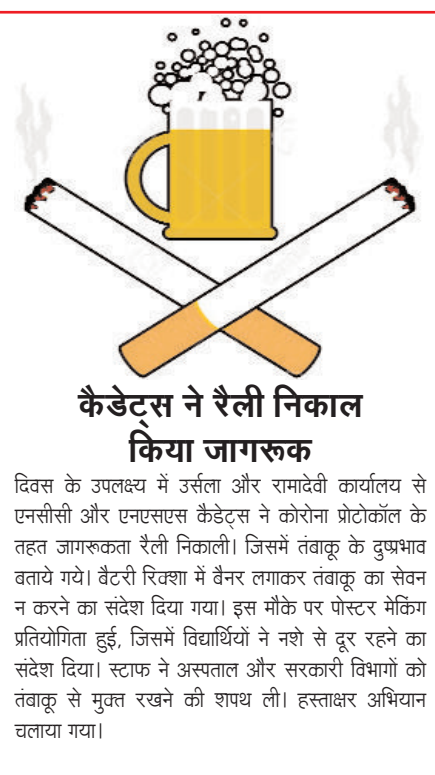 कैडेट्स ने रैली निकाल
किया जागरूक
दिवस के उपलक्ष्य में उर्सला और रामादेवी कार्यालय से
एनसीसी और एनएसएस कैडेट्स ने कोरोना प्रोटोकॉल के
तहत जागरूकता रैली निकाली। जिसमें तंबाकू के दुष्प्रभाव
बताये गये। बैटरी रिक्शा में बैनर लगाकर तंबाकू का सेवन
न करने का संदेश दिया गया। इस मौके पर पोस्टर मेकिंग
प्रतियोगिता हुई, जिसमें विद्यार्थियों ने नशे से दूर रहने का
संदेश दिया। स्टाफ ने अस्पताल और सरकारी विभागों को
तंबाकू से मुक्त रखने की शपथ ली। हस्ताक्षर अभियान
चलाया गया।